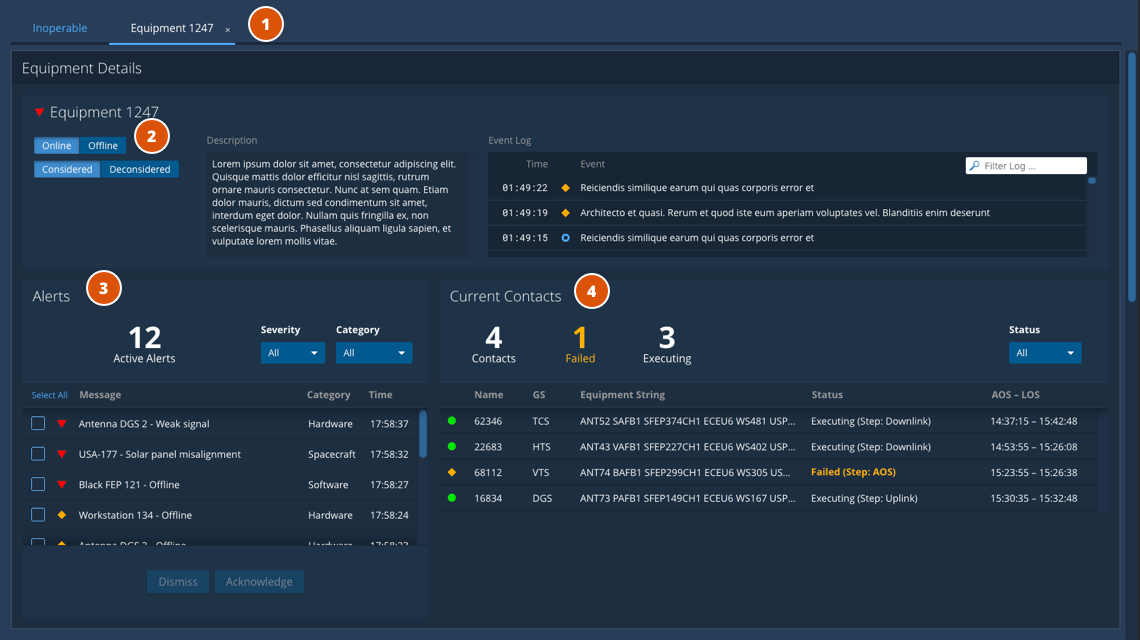 Inoperable
Equipment 1247 ×
1
Equipment Details
Equipment 1247
2
Online Offline
Considered Deconsidered
Description
Lorem ipsum dolor sit amet, consectetur adipiscing elit.
Quisque mattis dolor efficitur nisl sagittis, rutrum
ornare mauris consectetur. Nunc at sem quam. Etiam
dolor mauris, dictum sed condimentum sit amet,
interdum eget dolor. Nullam quis fringilla ex, non
scelerisque mauris. Phasellus aliquam ligula sapien, et
vulputate lorem mollis vitae.
Event Log
Time Event Filter Log ...
01:49:22 Reiciendis similique earum qui quas corporis error et
01:49:19 Architecto et quasi. Rerum et quod iste eum aperiam voluptates vel. Blanditiis enim deserunt
01:49:15 Reiciendis similique earum qui quas corporis error et
Alerts
3
12
Active Alerts
Severity Category
All All
Select All Message Category Time
Antenna DGS 2 - Weak signal Hardware 17:58:37
USA-177 - Solar panel misalignment Spacecraft 17:58:32
Black FEP 121 - Offline Software 17:58:27
Workstation 134 - Offline Hardware 17:58:24
Antenna DGS 3 - Offline Hardware 17:58:23
Dismiss Acknowledge
Current Contacts
4
4 1 3
Contacts Failed Executing
Status
All
Name GS Equipment String Status AOS – LOS
62346 TCS ANT52 SAFB1 SFEP374CH1 ECEU6 WS481 USP... Executing (Step: Downlink) 14:37:15 – 15:42:48
22683 HTS ANT43 VAFB1 SFEP227CH1 ECEU6 WS402 USP... Executing (Step: Downlink) 14:53:55 – 15:26:08
68112 VTS ANT74 BAFB1 SFEP299CH1 ECEU6 WS305 US... Failed (Step: AOS) 15:23:55 – 15:26:38
16834 DGS ANT73 PAFB1 SFEP149CH1 ECEU6 WS167 USP... Executing (Step: Uplink) 15:30:35 – 15:32:48